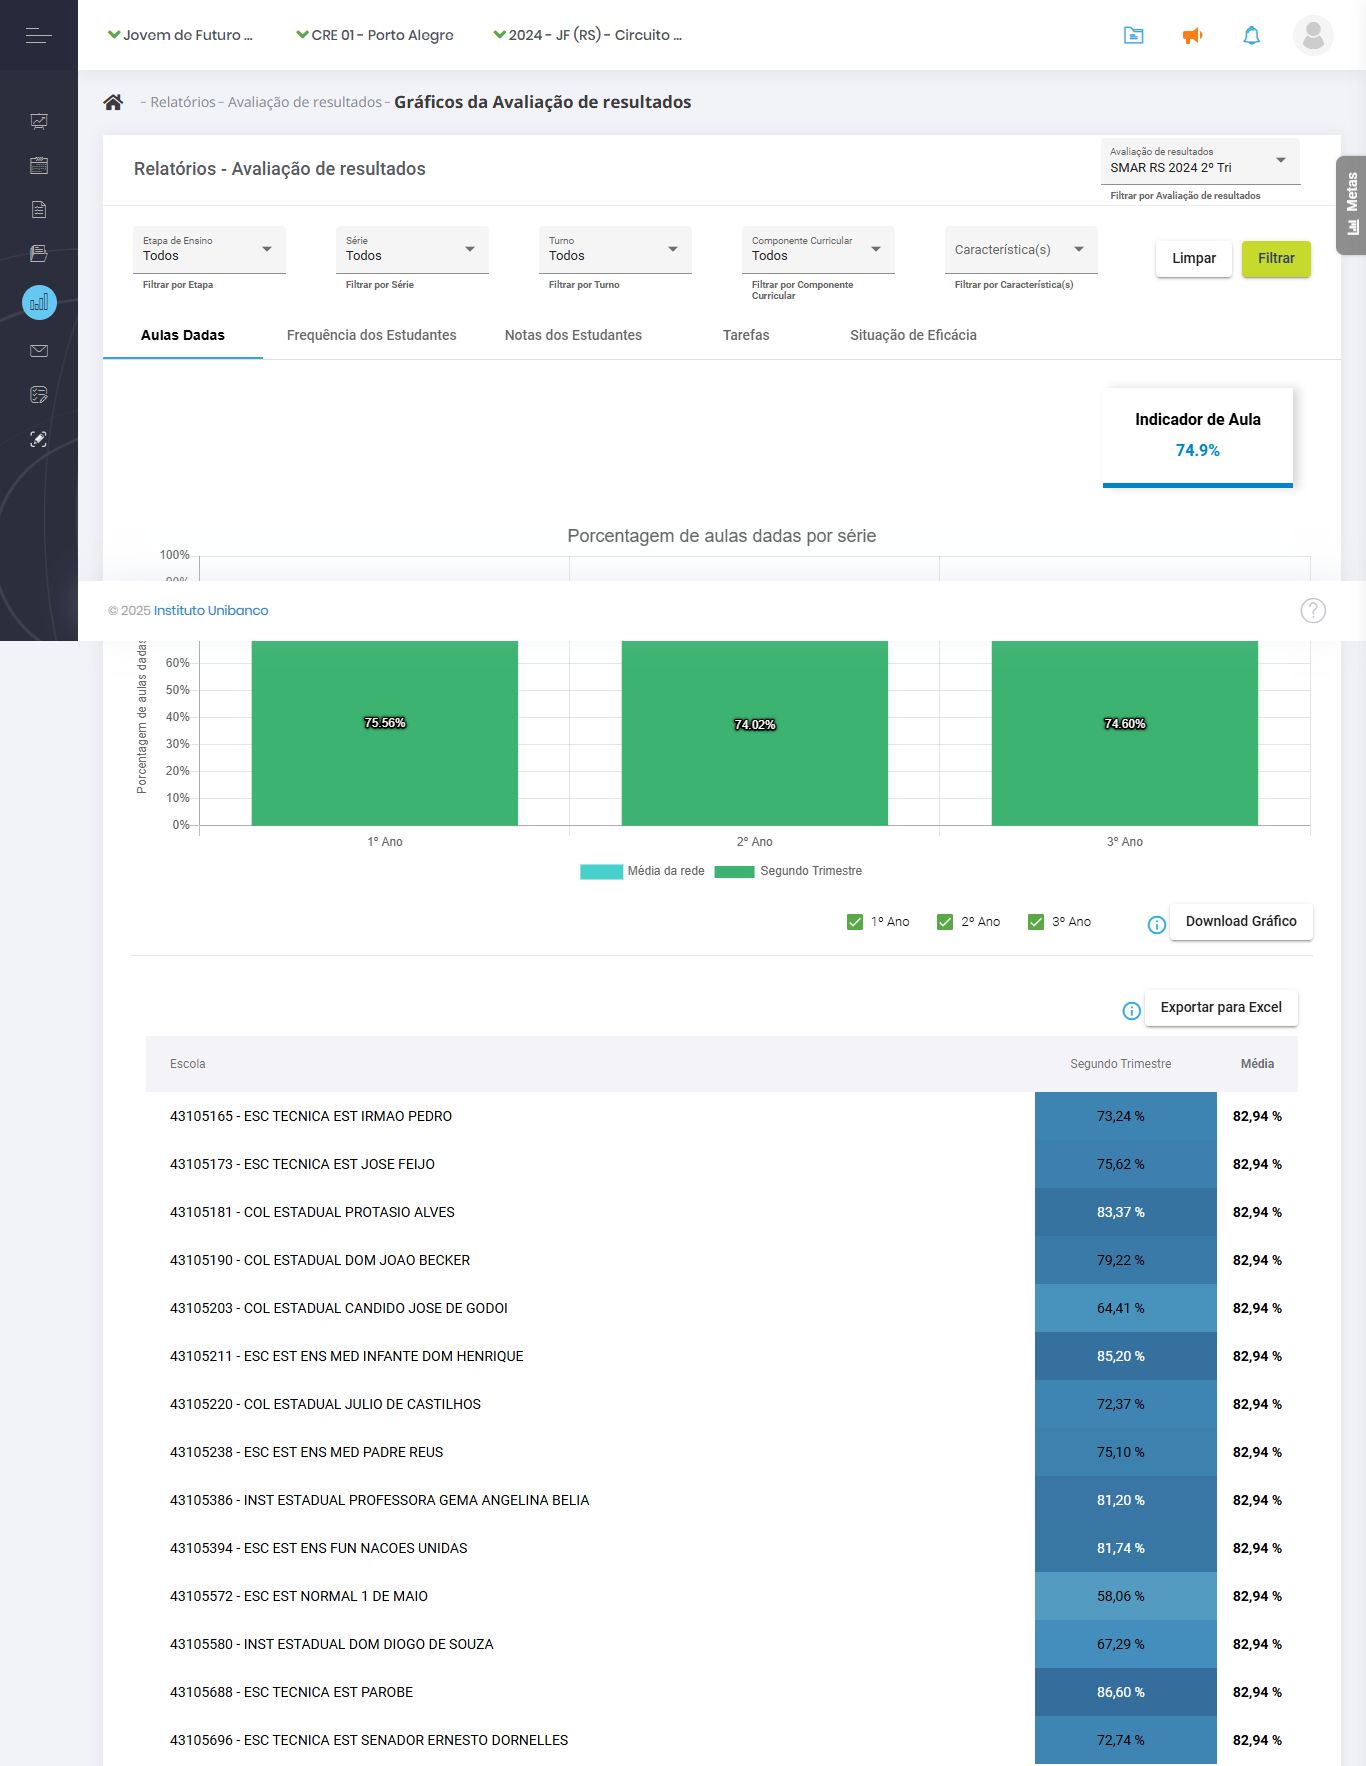 Jovem de Futuro ...
CRE 01 - Porto Alegre
2024 - JF (RS) - Circuito ...
- Relatórios - Avaliação de resultados - Gráficos da Avaliação de resultados
Relatórios - Avaliação de resultados
Avaliação de resultados
SMAR RS 2024 2º Tri
Filtrar por Avaliação de resultados
Metas
Etapa de Ensino
Todos
Filtrar por Etapa
Série
Todos
Filtrar por Série
Turno
Todos
Filtrar por Turno
Componente Curricular
Todos
Filtrar por Componente
Curricular
Característica(s)
Filtrar por Característica(s)
Limpar
Filtrar
Aulas Dadas
Frequência dos Estudantes
Notas dos Estudantes
Tarefas
Situação de Eficácia
Indicador de Aula
74.9%
Porcentagem de aulas dadas por série
100%
90%
© 2025 Instituto Unibanco
?
Porcentagem de aulas dadas
60%
50%
40%
30%
20%
10%
0%
75.56%
74.02%
74.60%
1º Ano
2º Ano
3º Ano
Média da rede
Segundo Trimestre
1º Ano
2º Ano
3º Ano
Download Gráfico
Exportar para Excel
Escola Segundo Trimestre Média
43105165 - ESC TECNICA EST IRMAO PEDRO 73,24 % 82,94 %
43105173 - ESC TECNICA EST JOSE FEIJO 75,62 % 82,94 %
43105181 - COL ESTADUAL PROTASIO ALVES 83,37 % 82,94 %
43105190 - COL ESTADUAL DOM JOAO BECKER 79,22 % 82,94 %
43105203 - COL ESTADUAL CANDIDO JOSE DE GODOI 64,41 % 82,94 %
43105211 - ESC EST ENS MED INFANTE DOM HENRIQUE 85,20 % 82,94 %
43105220 - COL ESTADUAL JULIO DE CASTILHOS 72,37 % 82,94 %
43105238 - ESC EST ENS MED PADRE REUS 75,10 % 82,94 %
43105386 - INST ESTADUAL PROFESSORA GEMA ANGELINA BELIA 81,20 % 82,94 %
43105394 - ESC EST ENS FUN NACOES UNIDAS 81,74 % 82,94 %
43105572 - ESC EST NORMAL 1 DE MAIO 58,06 % 82,94 %
43105580 - INST ESTADUAL DOM DIOGO DE SOUZA 67,29 % 82,94 %
43105688 - ESC TECNICA EST PAROBE 86,60 % 82,94 %
43105696 - ESC TECNICA EST SENADOR ERNESTO DORNELLES 72,74 % 82,94 %